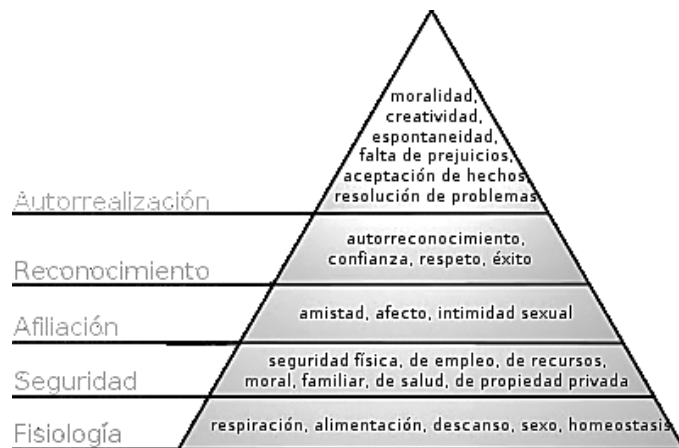 moralidad,
creatividad,
espontaneidad,
falta de prejuicios,
aceptación de hechos,
resolución de problemas
Autorrealización
autorreconocimiento,
confianza, respeto, éxito
Reconocimiento
amistad, afecto, intimidad sexual
Afiliación
seguridad física, de empleo, de recursos,
moral, familiar, de salud, de propiedad privada
Seguridad
respiración, alimentación, descanso, sexo, homeostasis
Fisiología